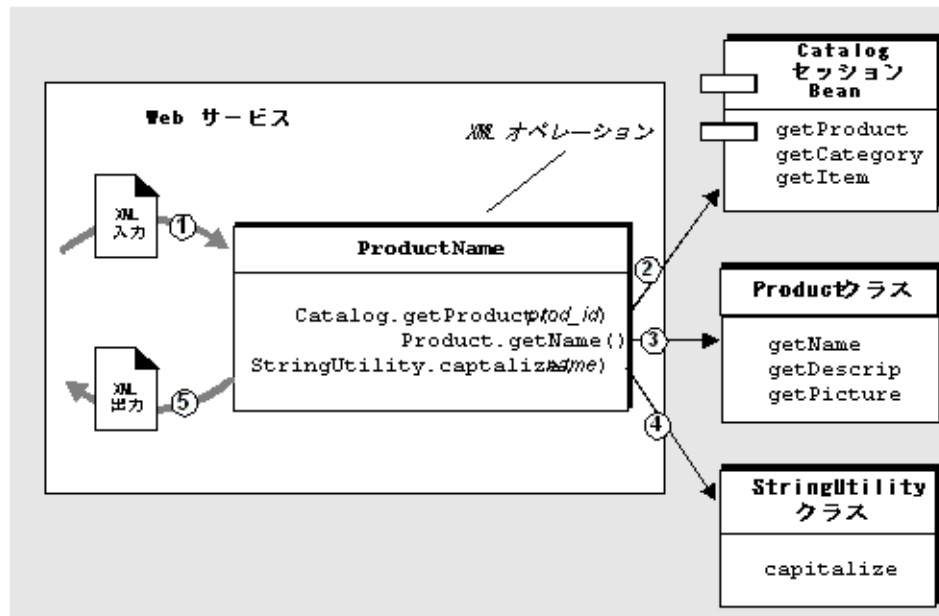 Web サービス
XML オペレーション
XML
入力
①
ProductName
Catalog.getProduct(prod_id)
Product.getName()
StringUtility.captalize(name)
XML
出力
⑤
②
③
④
Catalog
セッション
Bean
getProduct
getCategory
getItem
Productクラス
getName
getDescrip
getPicture
StringUtility
クラス
capitalize